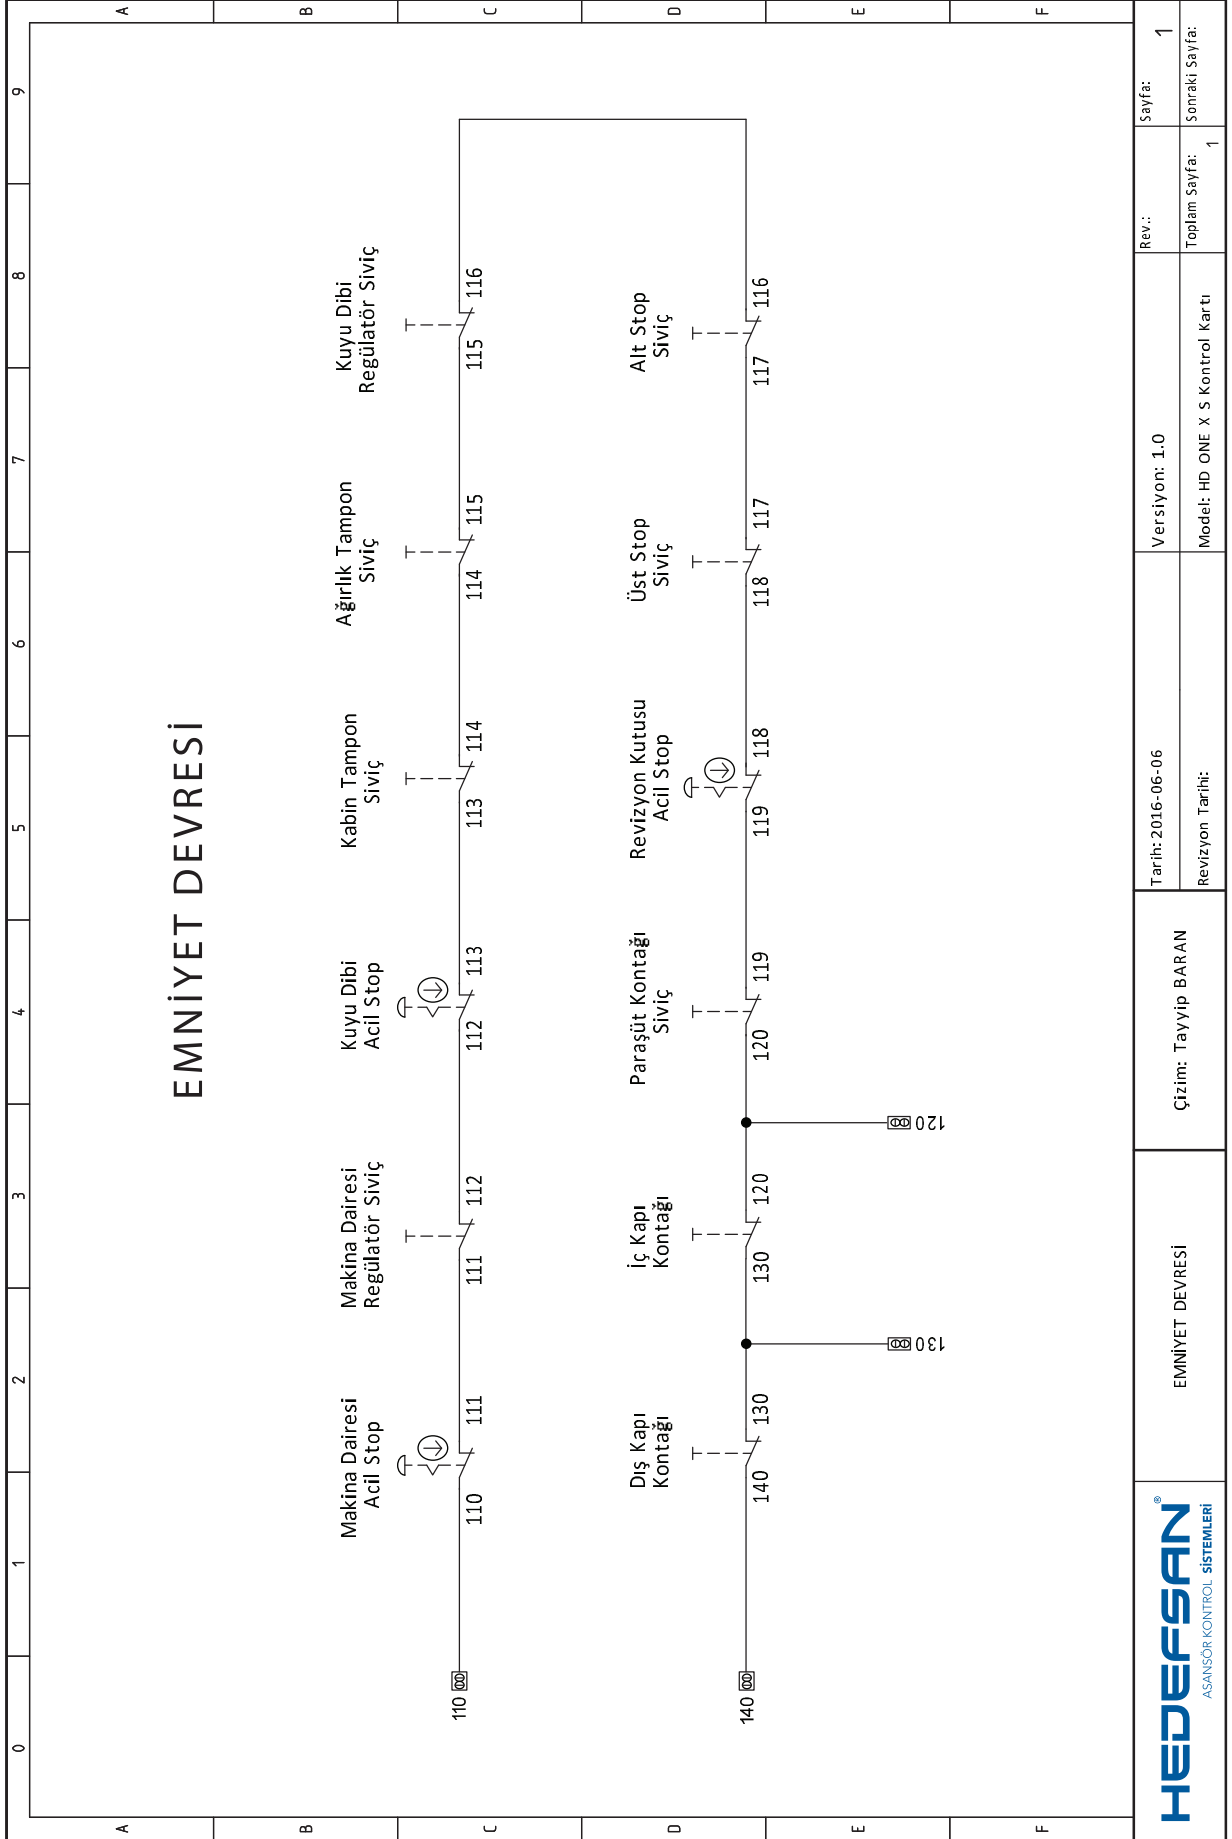 0 1 2 3 4 5 6 7 8 9
A A
B B
C C
D D
E E
F F
EMNİYET DEVRESİ
Makina Dairesi
Acil Stop
Makina Dairesi
Regülatör Siviç
Kuyu Dibi
Acil Stop
Kabin Tampon
Siviç
Ağırlık Tampon
Siviç
Kuyu Dibi
Regülatör Siviç
110 110 111 111 112 112 113 113 114 114 115 115 116
Dış Kapı
Kontağı
İç Kapı
Kontağı
Paraşüt Kontağı
Siviç
Revizyon Kutusu
Acil Stop
Üst Stop
Siviç
Alt Stop
Siviç
140 140 130 130 120 120 119 119 118 118 117 117 116
130 120
HEDEFSAN®
ASANSÖR KONTROL SİSTEMLERİ
EMNİYET DEVRESİ
Çizim: Tayyip BARAN
Tarih: 2016-06-06
Revizyon Tarihi:
Versiyon: 1.0
Model: HD ONE X S Kontrol Kartı
Rev.:
Toplam Sayfa: 1
Sayfa: 1
Sonraki Sayfa: